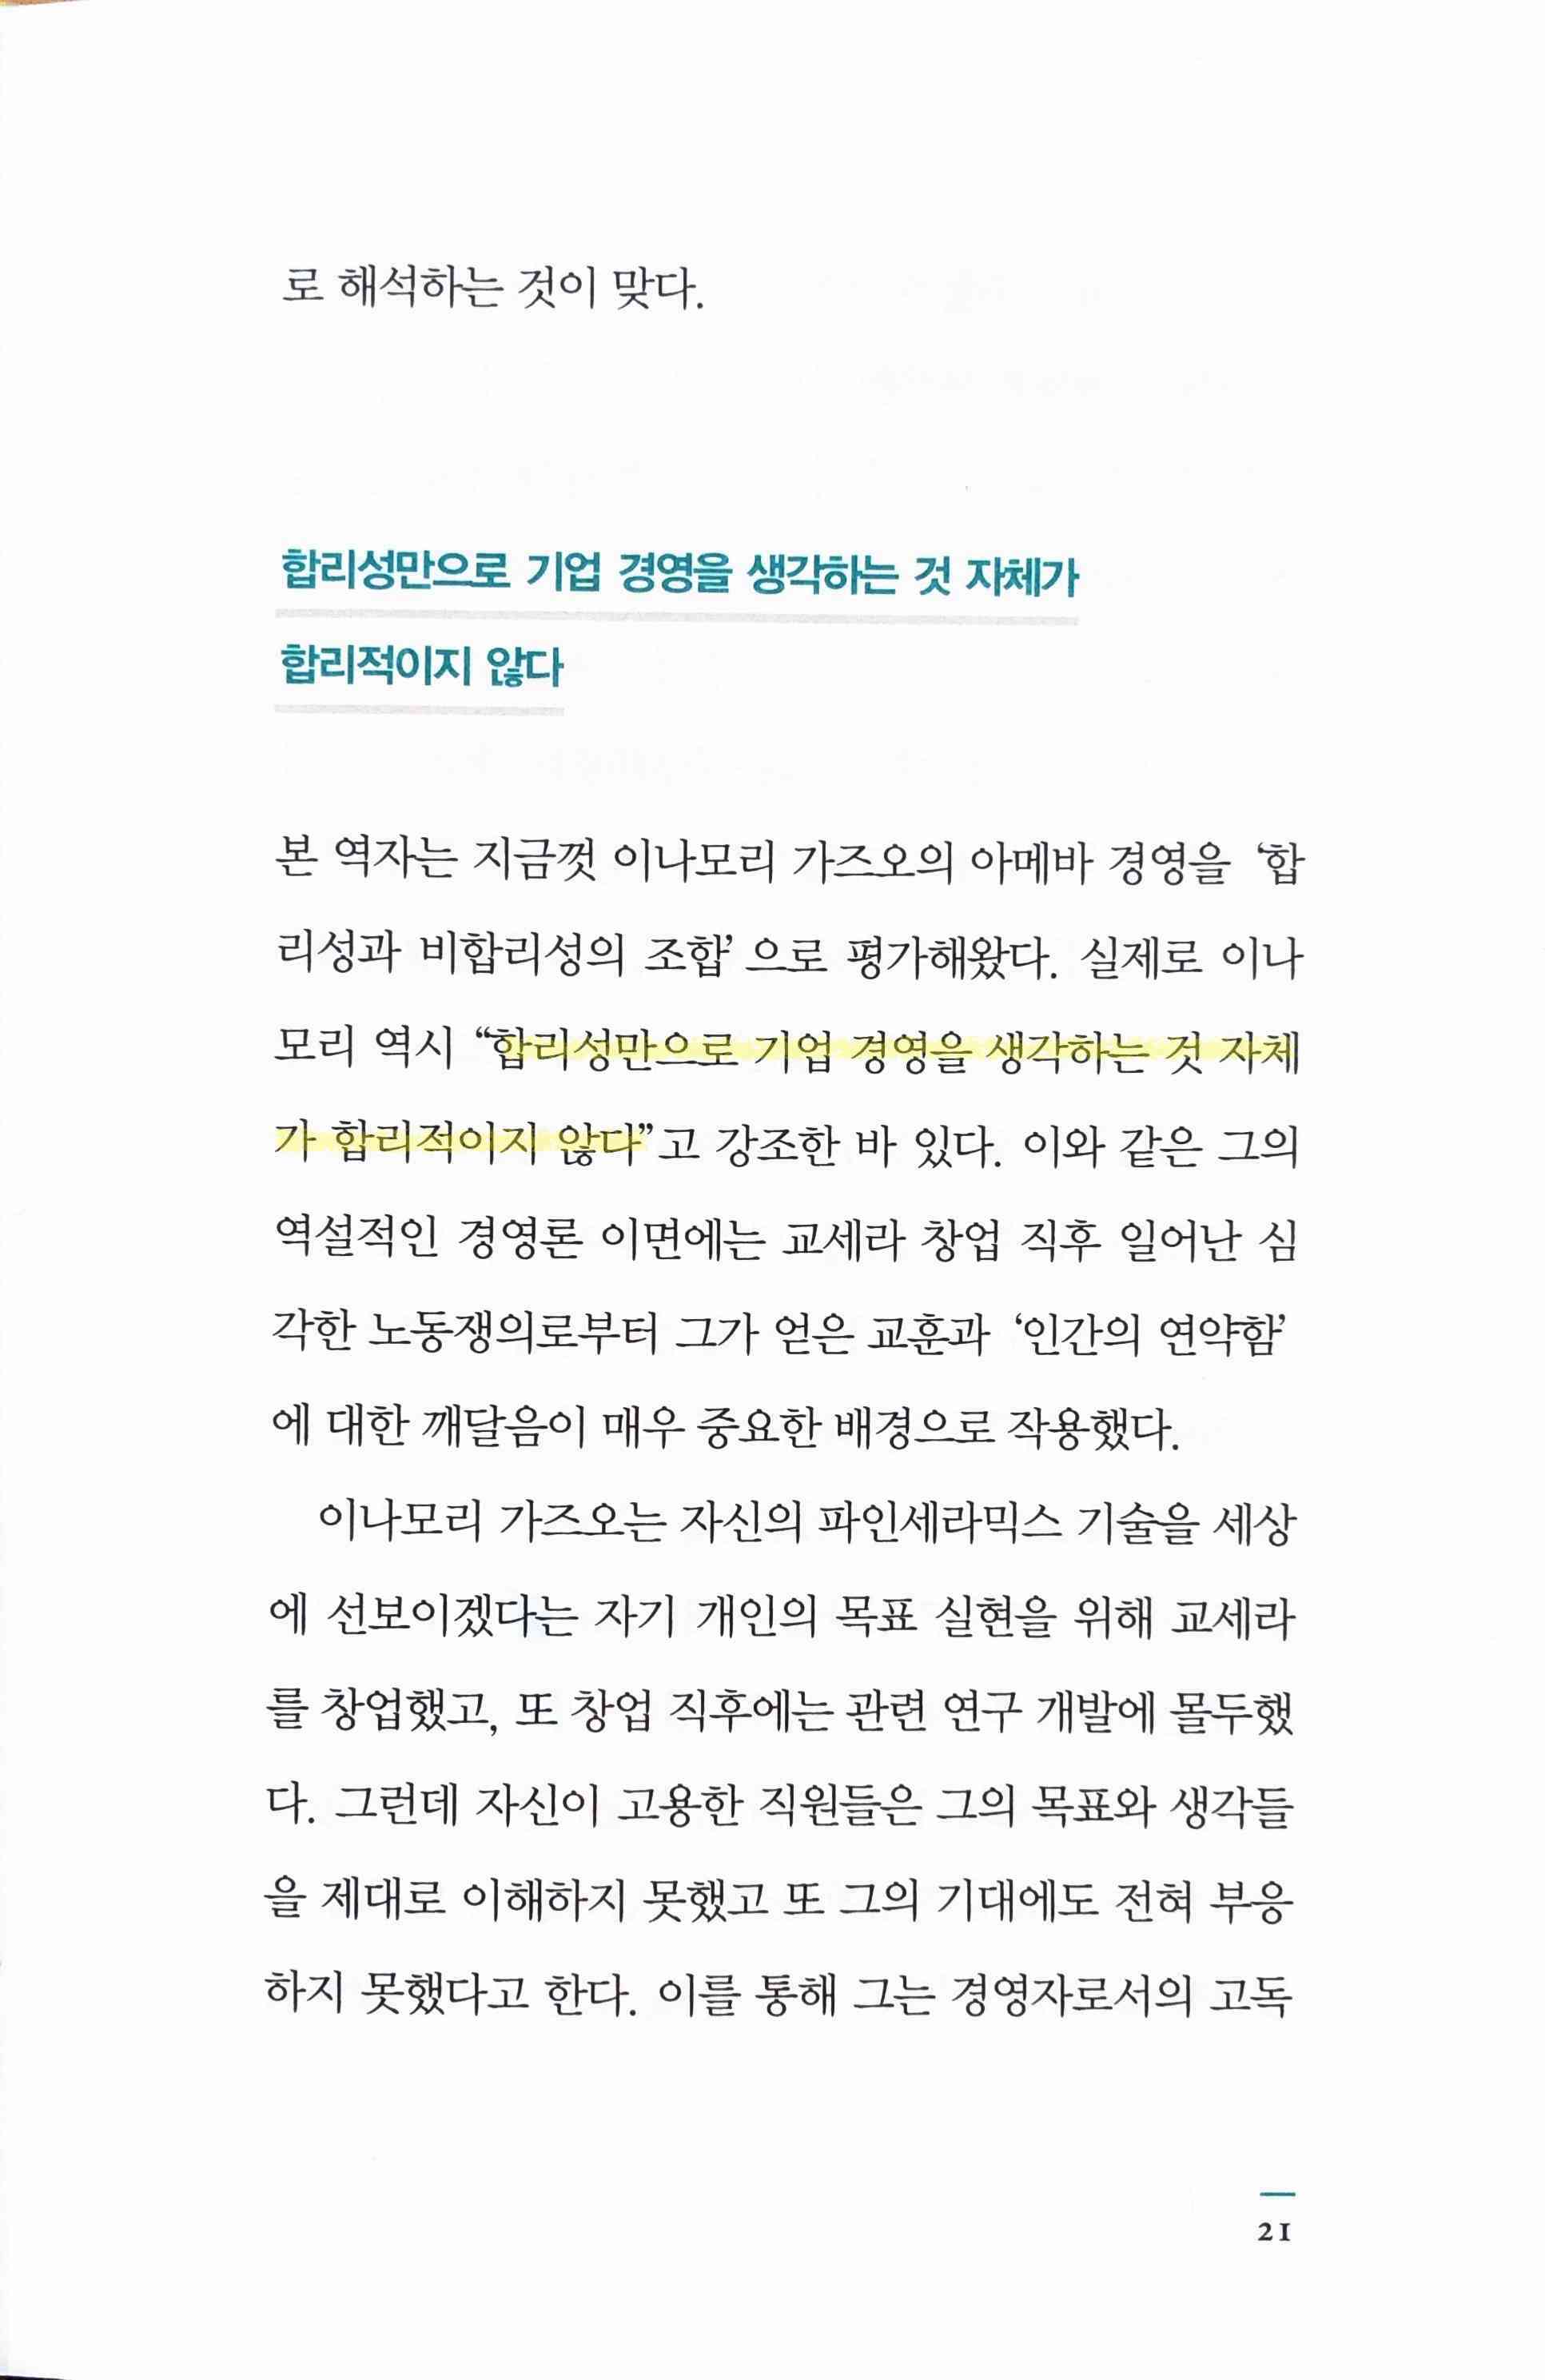 로 해석하는 것이 맞다.
합리성만으로 기업 경영을 생각하는 것 자체가
합리적이지 않다
본 역자는 지금껏 이나모리 가즈오의 아메바 경영을 ‘합
리성과 비합리성의 조합’으로 평가해왔다. 실제로 이나
모리 역시 “합리성만으로 기업 경영을 생각하는 것 자체
가 합리적이지 않다”고 강조한 바 있다. 이와 같은 그의
역설적인 경영론 이면에는 교세라 창업 직후 일어난 심
각한 노동쟁의로부터 그가 얻은 교훈과 ‘인간의 연약함’
에 대한 깨달음이 매우 중요한 배경으로 작용했다.
이나모리 가즈오는 자신의 파인세라믹스 기술을 세상
에 선보이겠다는 자기 개인의 목표 실현을 위해 교세라
를 창업했고, 또 창업 직후에는 관련 연구 개발에 몰두했
다. 그런데 자신이 고용한 직원들은 그의 목표와 생각들
을 제대로 이해하지 못했고 또 그의 기대에도 전혀 부응
하지 못했다고 한다. 이를 통해 그는 경영자로서의 고독
21